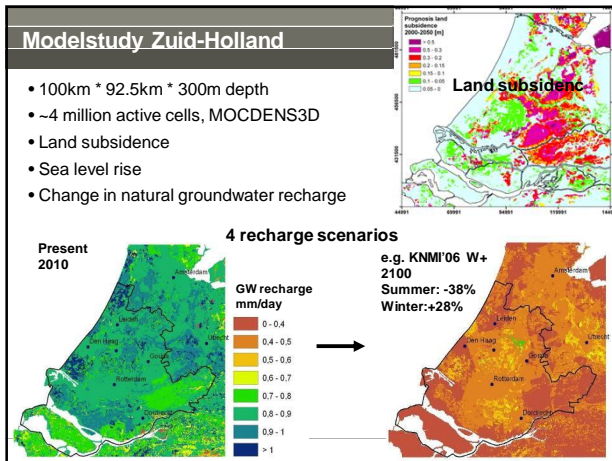 Modelstudy Zuid-Holland
• 100km * 92.5km * 300m depth
• ~4 million active cells, MOCDENS3D
• Land subsidence
• Sea level rise
• Change in natural groundwater recharge
Prognosis land
subsidence
2000-2050 [m]
> 0.5
0.5 - 0.3
0.3 - 0.2
0.2 - 0.15
0.15 - 0.1
0.1 - 0.05
0.05 - 0
Land subsidenc
4 recharge scenarios
Present
2010
Amsterdam
Leiden
Den Haag
Gouda
Utrecht
Rotterdam
Dordrecht
GW recharge
mm/day
0 - 0,4
0,4 - 0,5
0,5 - 0,6
0,6 - 0,7
0,7 - 0,8
0,8 - 0,9
0,9 - 1
> 1
e.g. KNMI'06 W+
2100
Summer: -38%
Winter:+28%
Amsterdam
Leiden
Den Haag
Gouda
Utrecht
Rotterdam
Dordrecht